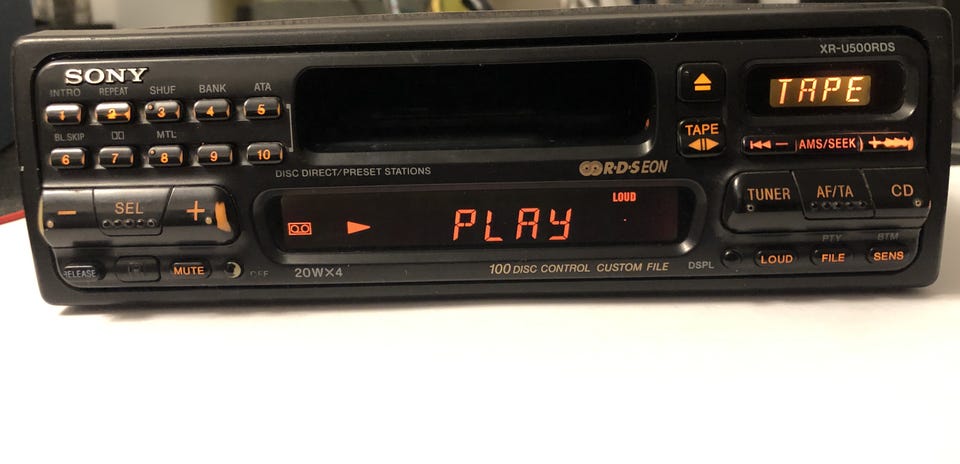 XR-U500RDS
SONY
INTRO REPEAT SHUF BANK ATA
1 2 3 4 5
TAPE
BL.SKIP MTL
TAPE
6 7 8 9 10
AMS/SEEK
DISC DIRECT/PRESET STATIONS
R·D·S EON
SEL
LOUD
PLAY
TUNER AF/TA CD
RELEASE MUTE OFF
20W×4
100 DISC CONTROL CUSTOM FILE
DSPL
PTY BTM
LOUD FILE SENS